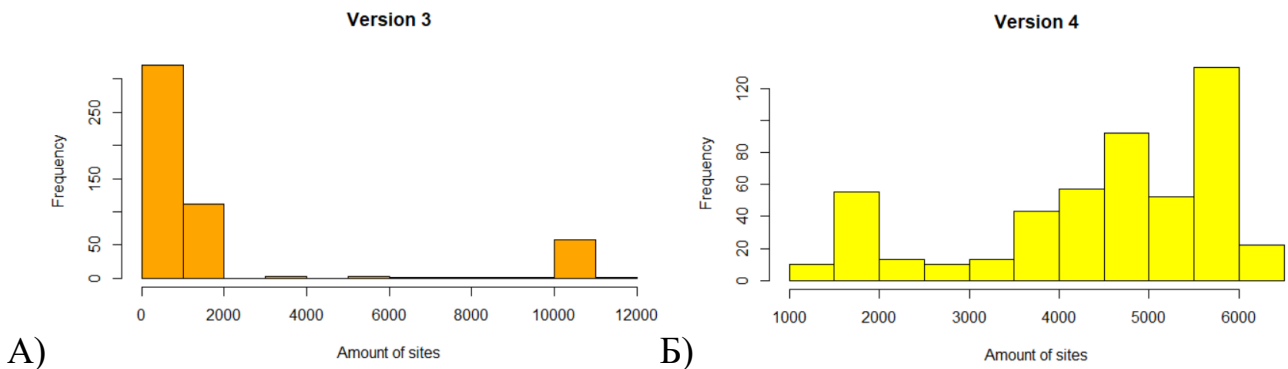 Version 3
Frequency
250
150
50
0
0 2000 4000 6000 8000 10000 12000
Amount of sites
А)
Version 4
Frequency
120
80
60
40
20
0
1000 2000 3000 4000 5000 6000
Amount of sites
Б)